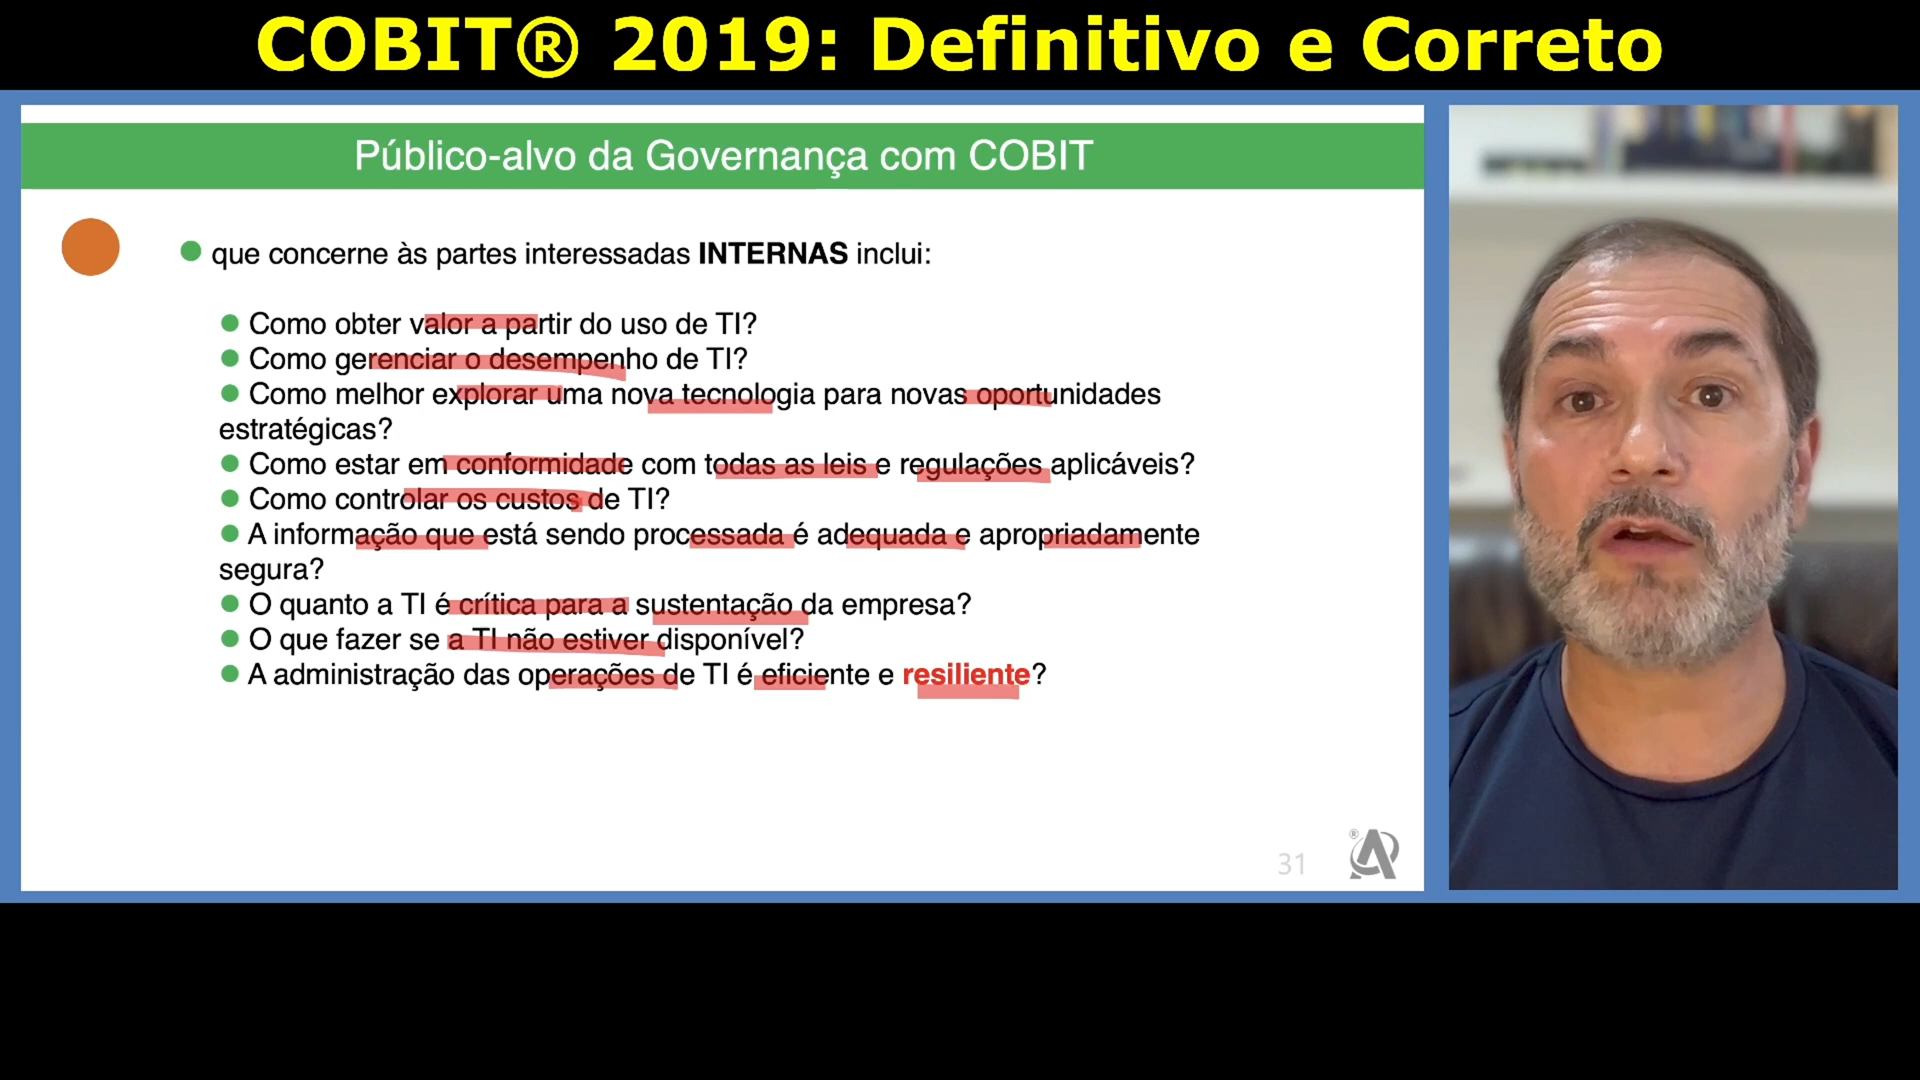 COBIT® 2019: Definitivo e Correto
Público-alvo da Governança com COBIT
que concerne às partes interessadas INTERNAS inclui:
Como obter valor a partir do uso de TI?
Como gerenciar o desempenho de TI?
Como melhor explorar uma nova tecnologia para novas oportunidades
estratégicas?
Como estar em conformidade com todas as leis e regulações aplicáveis?
Como controlar os custos de TI?
A informação que está sendo processada é adequada e apropriadamente
segura?
O quanto a TI é crítica para a sustentação da empresa?
O que fazer se a TI não estiver disponível?
A administração das operações de TI é eficiente e resiliente?
31
®A